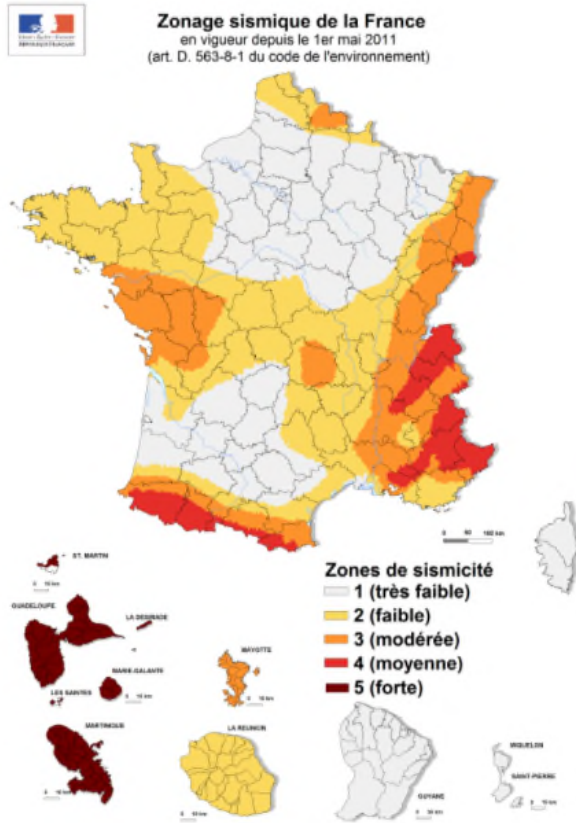 Zonage sismique de la France
en vigueur depuis le 1er mai 2011
(art. D. 563-8-1 du code de l'environnement)
RÉPUBLIQUE FRANÇAISE
ST. MARTIN
GUADELOUPE
LA DESIRADE
MARIE-GALANTE
LES SAINTES
MARTINIQUE
MAYOTTE
LA REUNION
Zones de sismicité
1 (très faible)
2 (faible)
3 (modérée)
4 (moyenne)
5 (forte)
GUYANE
MIQUELON
SAINT-PIERRE